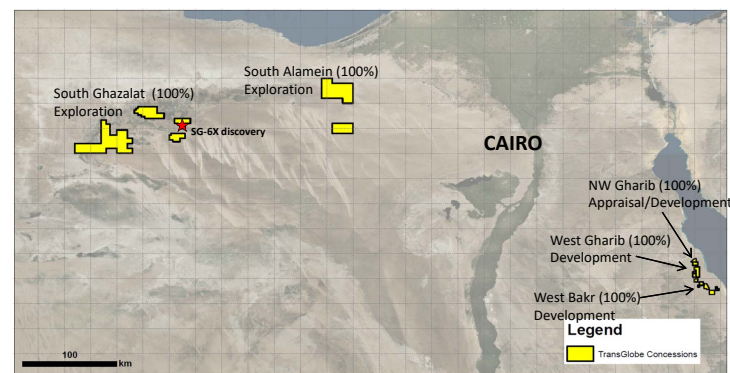 South Alamein (100%)
Exploration
South Ghazalat (100%)
Exploration
SG-6X discovery
CAIRO
NW Gharib (100%)
Appraisal/Development
West Gharib (100%)
Development
West Bakr (100%)
Development
Legend
TransGlobe Concessions
100
km